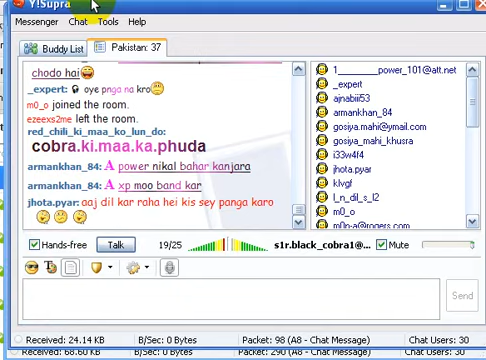 Y!Supra
Messenger Chat Tools Help
Buddy List Pakistan: 37
chodo hai
_expert: oye pnga na kro
m0_o joined the room.
ezeexs2me left the room.
red_chili_ki_maa_ko_lun_do:
cobra.ki.maa.ka.phuda
armankhan_84: A power nikal bahar kanjara
armankhan_84: A xp moo band kar
jhota.pyar: aaj dil kar raha hei kis sey panga karo
1______power_101@att.net
_expert
ajnabiii53
armankhan_84
gosiya.mahi@ymail.com
gosiya_mahi_khusra
i33w4f4
jhota.pyar
klvgf
l_n_dil_s_l2
m0_o
m0n-a@rogers.com
Hands-free Talk 19/25 s1r.black_cobra1@... Mute
Send
Received: 24.14 KB B/Sec: 0 Bytes Packet: 98 (A8 - Chat Message) Chat Users: 30
Received: 68.60 KB B/Sec: 0 Bytes Packet: 290 (A8 - Chat Message) Chat Users: 30